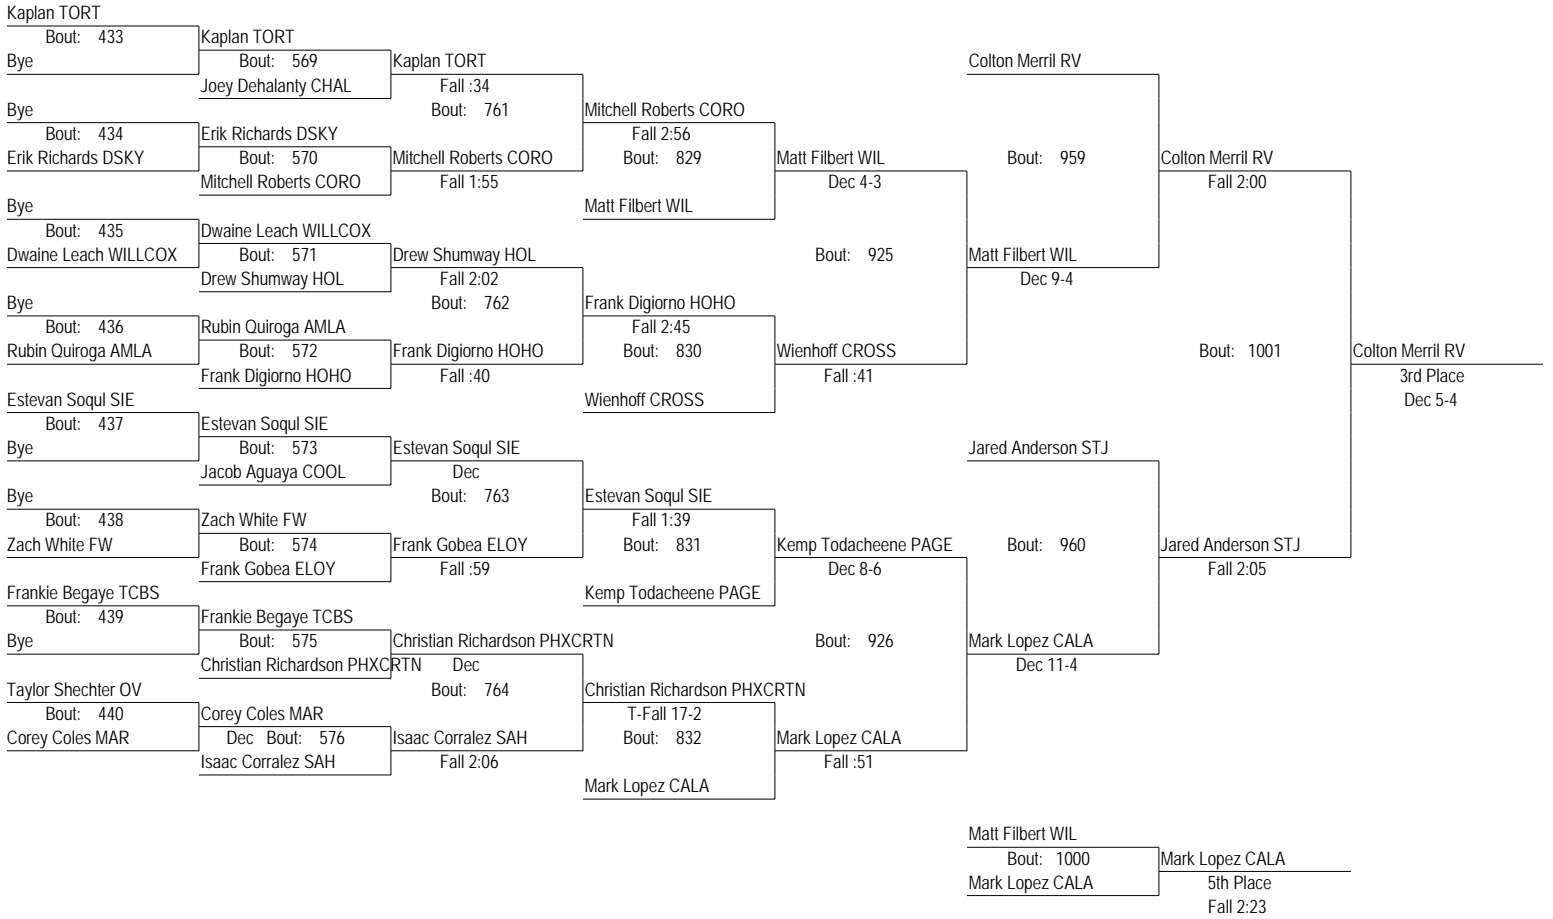 Kaplan TORT
Bout: 433 Kaplan TORT
Bye Bout: 569 Kaplan TORT Colton Merril RV
Joey Dehalanty CHAL Fall :34
Bye Bout: 761 Mitchell Roberts CORO
Bout: 434 Erik Richards DSKY Fall 2:56
Erik Richards DSKY Bout: 570 Mitchell Roberts CORO Bout: 829 Matt Filbert WIL Bout: 959 Colton Merril RV
Mitchell Roberts CORO Fall 1:55 Dec 4-3 Fall 2:00
Bye Matt Filbert WIL
Bout: 435 Dwaine Leach WILLCOX
Dwaine Leach WILLCOX Bout: 571 Drew Shumway HOL Bout: 925 Matt Filbert WIL
Drew Shumway HOL Fall 2:02 Dec 9-4
Bye Bout: 762 Frank Digiorno HOHO
Bout: 436 Rubin Quiroga AMLA Fall 2:45
Rubin Quiroga AMLA Bout: 572 Frank Digiorno HOHO Bout: 830 Wienhoff CROSS Bout: 1001 Colton Merril RV
Frank Digiorno HOHO Fall :40 Fall :41 3rd Place
Estevan Soqul SIE Wienhoff CROSS Dec 5-4
Bout: 437 Estevan Soqul SIE
Bye Bout: 573 Estevan Soqul SIE Jared Anderson STJ
Jacob Aguaya COOL Dec
Bye Bout: 763 Estevan Soqul SIE
Bout: 438 Zach White FW Fall 1:39
Zach White FW Bout: 574 Frank Gobea ELOY Bout: 831 Kemp Todacheene PAGE Bout: 960 Jared Anderson STJ
Frank Gobea ELOY Fall :59 Dec 8-6 Fall 2:05
Frankie Begaye TCBS Kemp Todacheene PAGE
Bout: 439 Frankie Begaye TCBS
Bye Bout: 575 Christian Richardson PHXCRTN Bout: 926 Mark Lopez CALA
Christian Richardson PHXCRTN Dec Dec 11-4
Taylor Shechter OV Bout: 764 Christian Richardson PHXCRTN
Bout: 440 Corey Coles MAR T-Fall 17-2
Corey Coles MAR Dec Bout: 576 Isaac Corralez SAH Bout: 832 Mark Lopez CALA
Isaac Corralez SAH Fall 2:06 Fall :51
Mark Lopez CALA
Matt Filbert WIL
Bout: 1000 Mark Lopez CALA
Mark Lopez CALA 5th Place
Fall 2:23